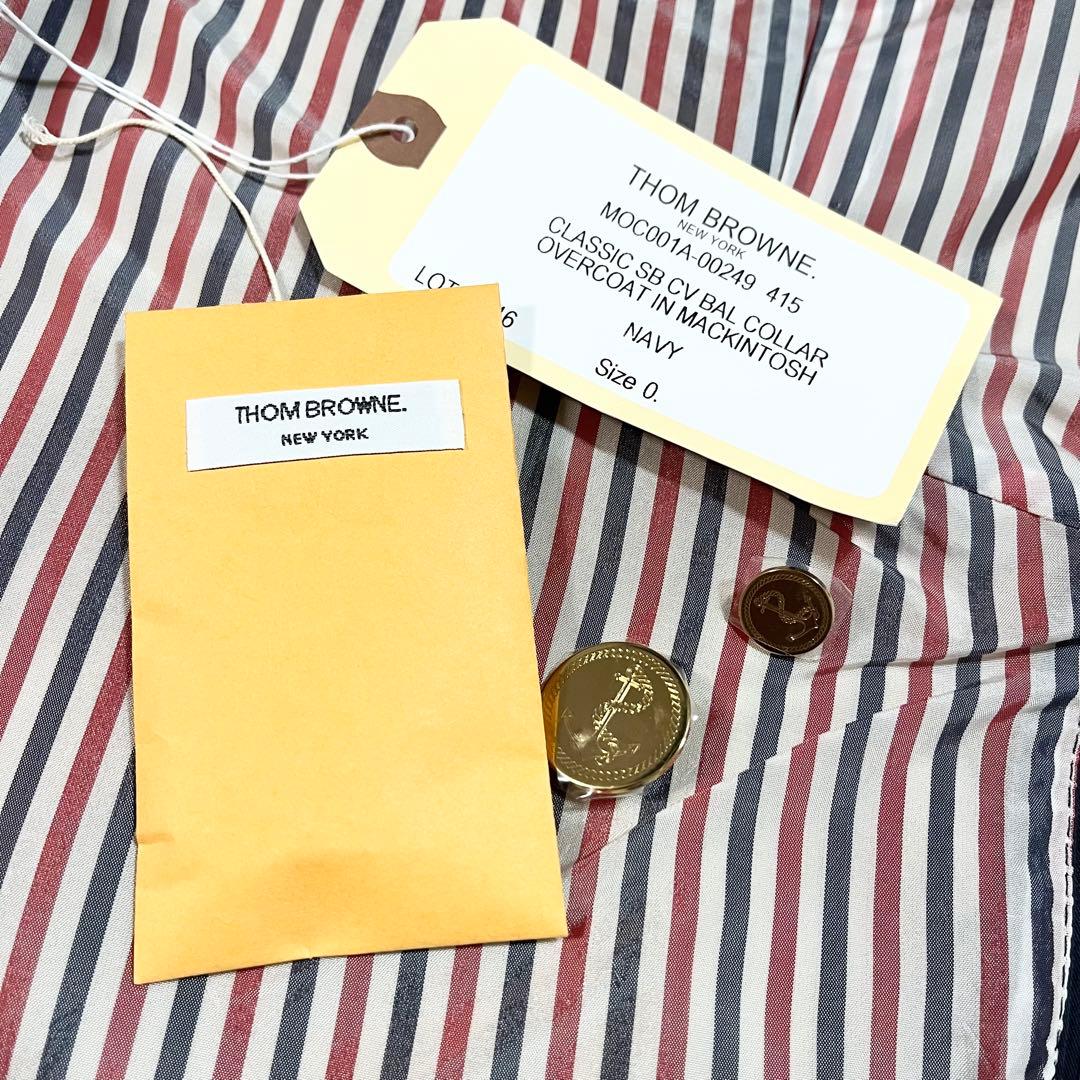 THOM BROWNE.
NEW YORK
MOC001A-00249 415
CLASSIC SB CV BAL COLLAR
OVERCOAT IN MACKINTOSH
NAVY
Size 0.
THOM BROWNE.
NEW YORK